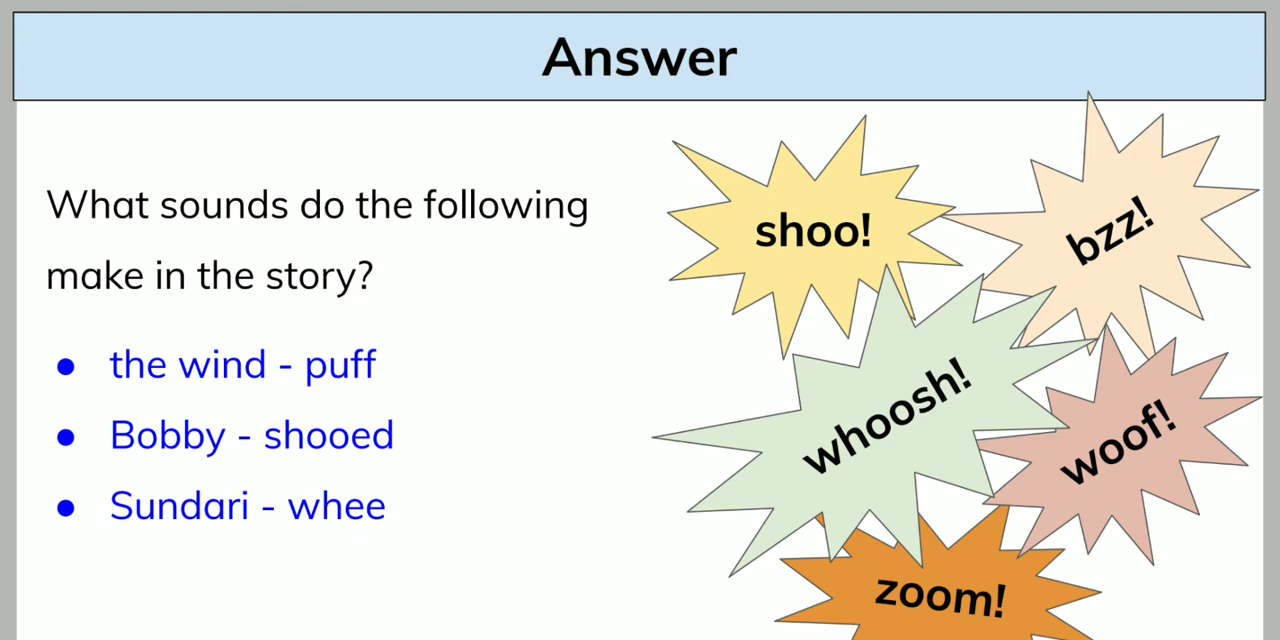 Answer
What sounds do the following
make in the story?
● the wind - puff
● Bobby - shooed
● Sundari - whee
shoo!
bzz!
whoosh!
woof!
zoom!